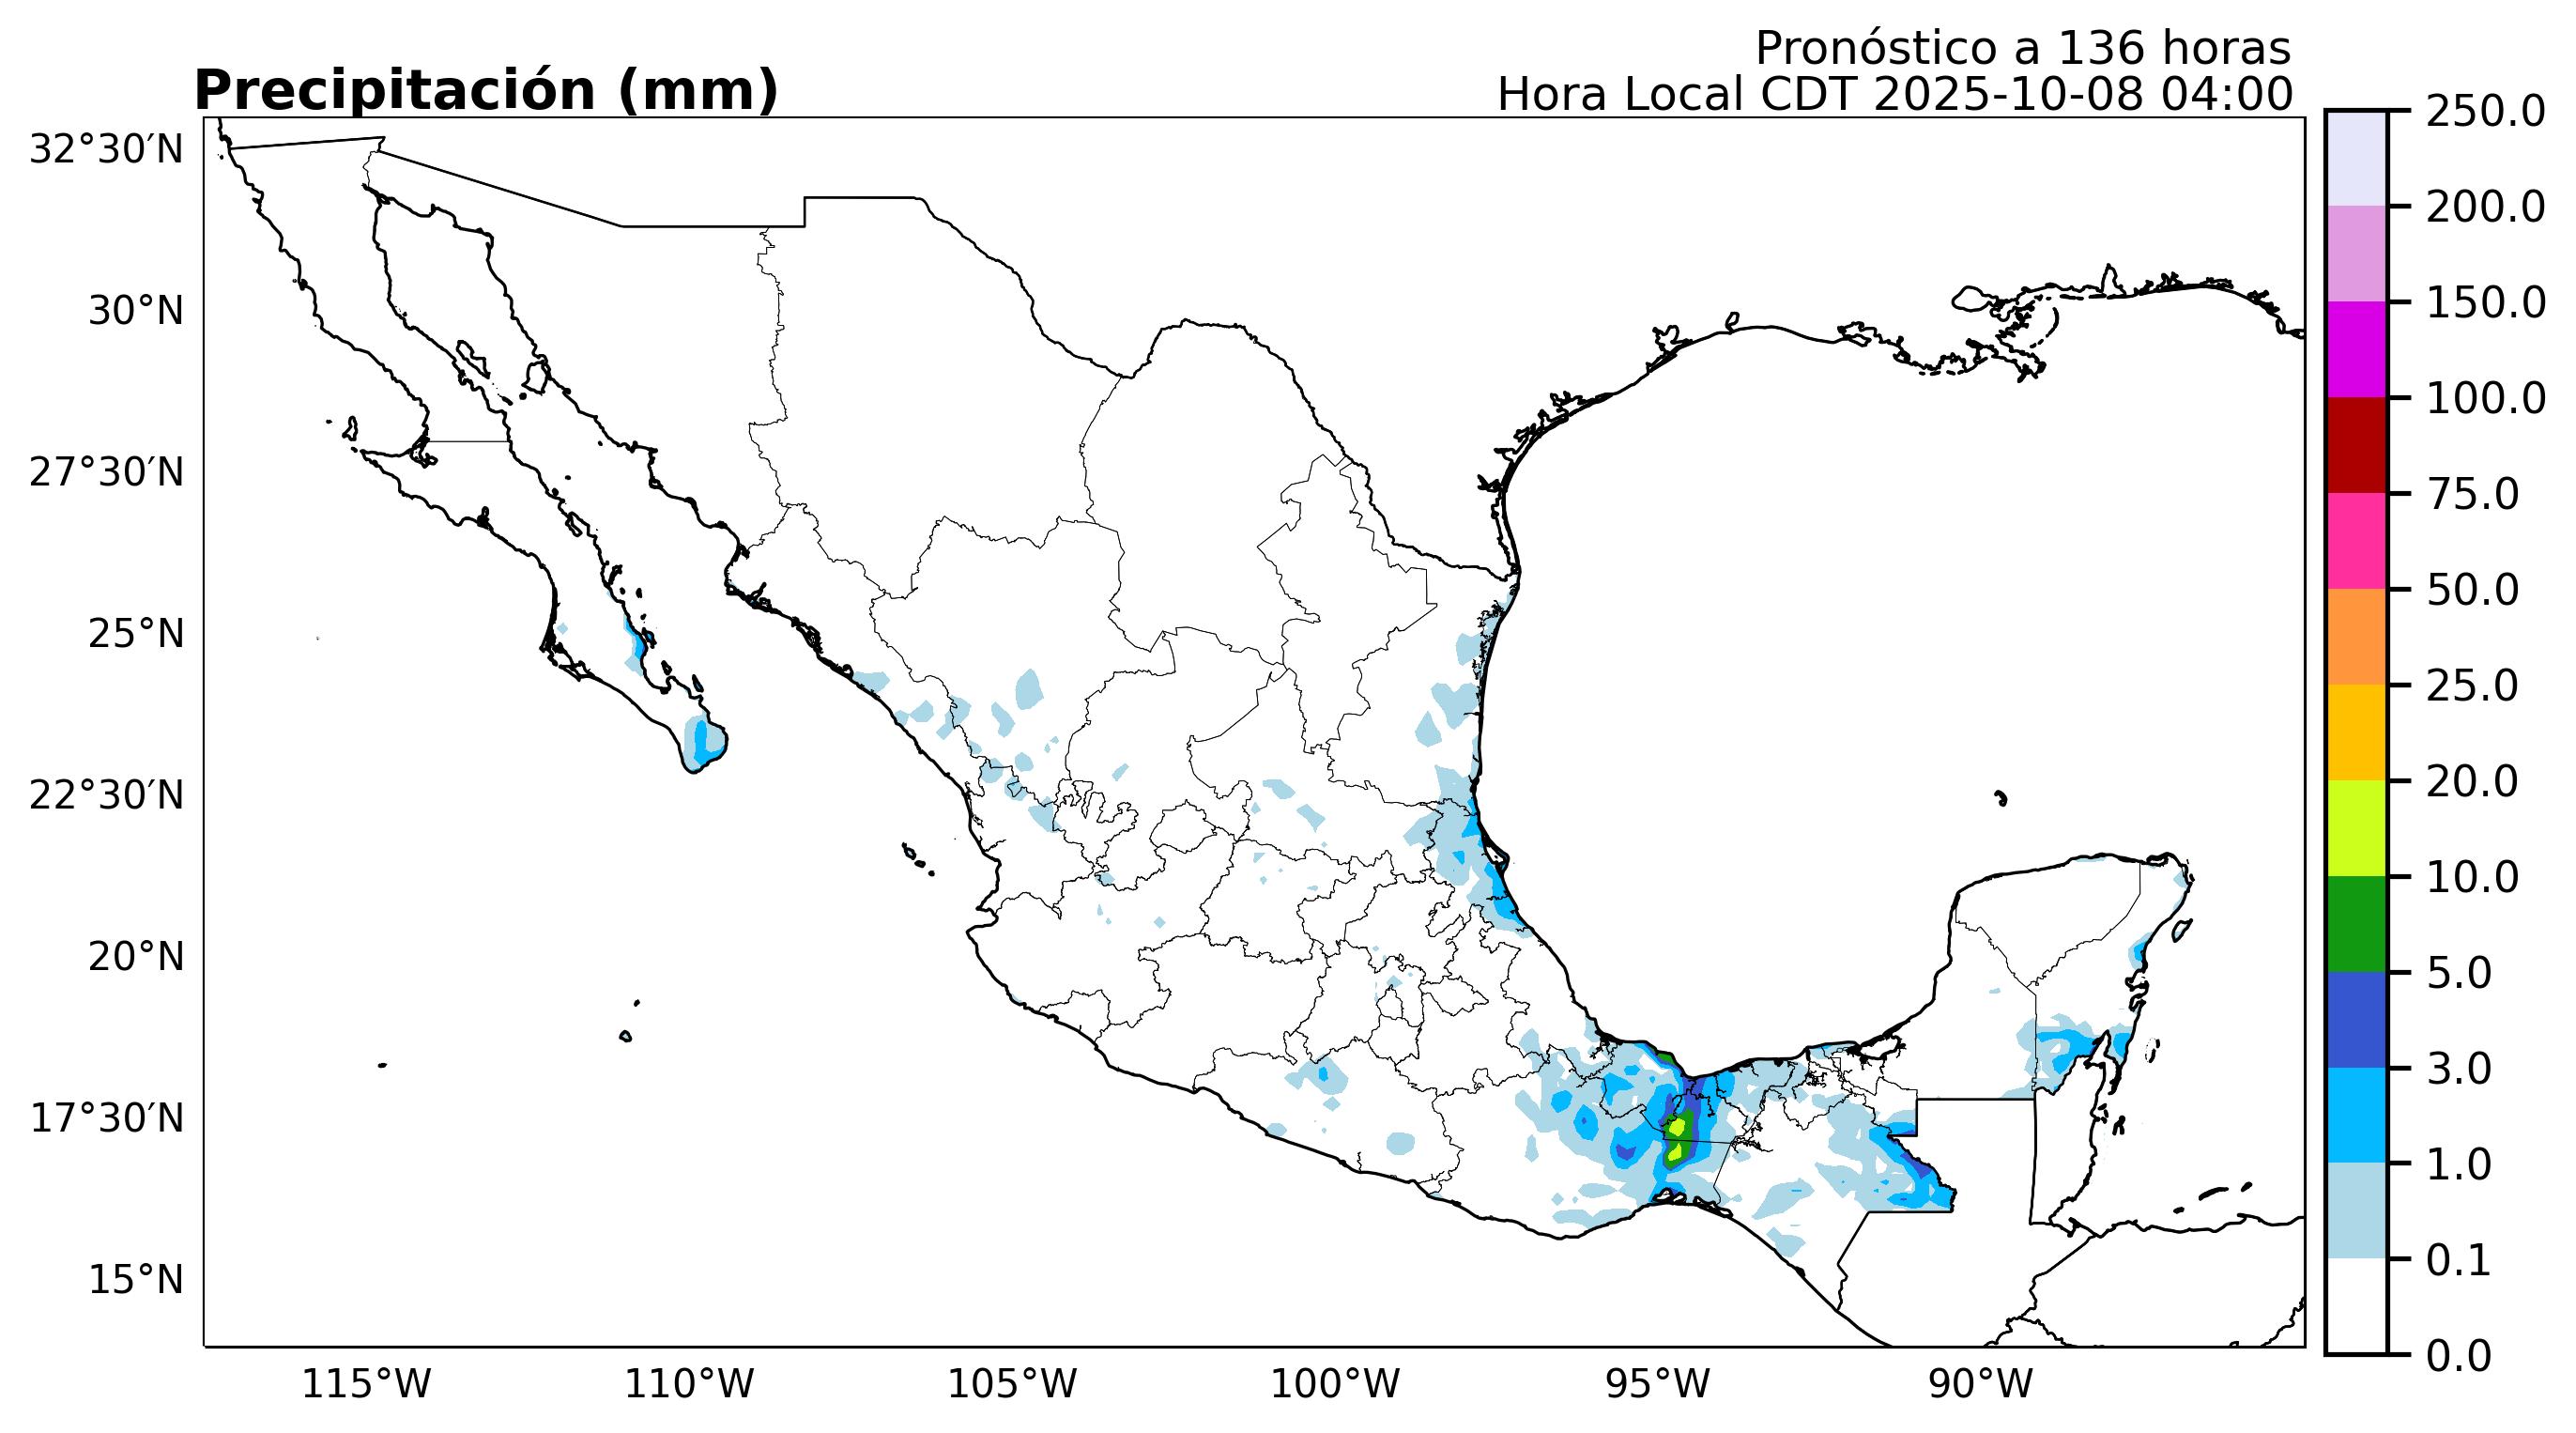 Pronóstico a 136 horas
Precipitación (mm)
Hora Local CDT 2025-10-08 04:00
32°30′N
30°N
27°30′N
25°N
22°30′N
20°N
17°30′N
15°N
115°W
110°W
105°W
100°W
95°W
90°W
250.0
200.0
150.0
100.0
75.0
50.0
25.0
20.0
10.0
5.0
3.0
1.0
0.1
0.0